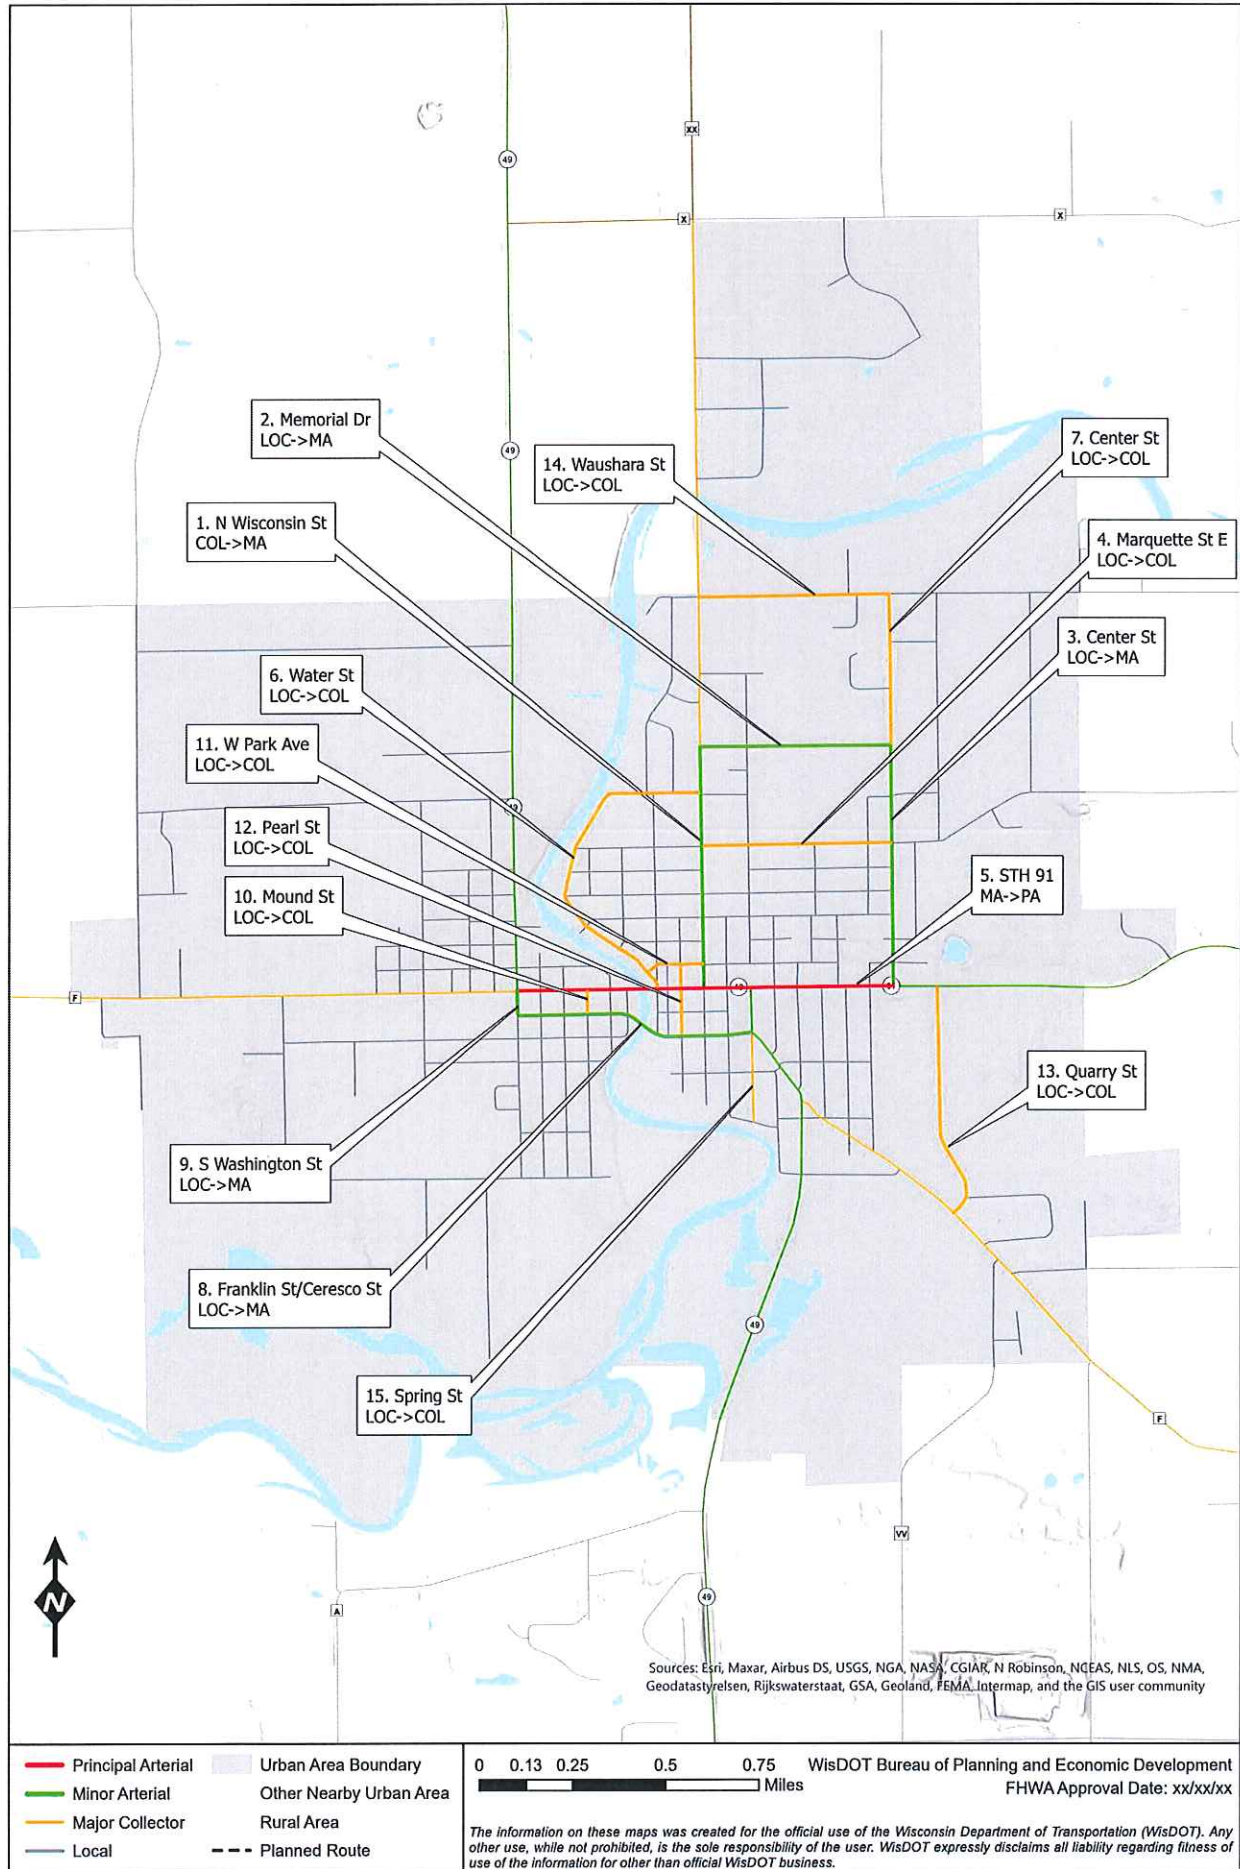 49
XX
X
X
2. Memorial Dr
LOC->MA
49
14. Waushara St
LOC->COL
7. Center St
LOC->COL
1. N Wisconsin St
COL->MA
4. Marquette St E
LOC->COL
3. Center St
LOC->MA
6. Water St
LOC->COL
11. W Park Ave
LOC->COL
49
12. Pearl St
LOC->COL
5. STH 91
MA->PA
10. Mound St
LOC->COL
F
49
13. Quarry St
LOC->COL
9. S Washington St
LOC->MA
8. Franklin St/Ceresco St
LOC->MA
49
15. Spring St
LOC->COL
F
VV
N
A
49
Sources: Esri, Maxar, Airbus DS, USGS, NGA, NASA, CGIAR, N Robinson, NCEAS, NLS, OS, NMA,
Geodatastyrelsen, Rijkswaterstaat, GSA, Geoland, FEMA, Intermap, and the GIS user community
Principal Arterial
Minor Arterial
Major Collector
Local
Urban Area Boundary
Other Nearby Urban Area
Rural Area
Planned Route
0 0.13 0.25 0.5 0.75
Miles
WisDOT Bureau of Planning and Economic Development
FHWA Approval Date: xx/xx/xx
The information on these maps was created for the official use of the Wisconsin Department of Transportation (WisDOT). Any
other use, while not prohibited, is the sole responsibility of the user. WisDOT expressly disclaims all liability regarding fitness of
use of the information for other than official WisDOT business.